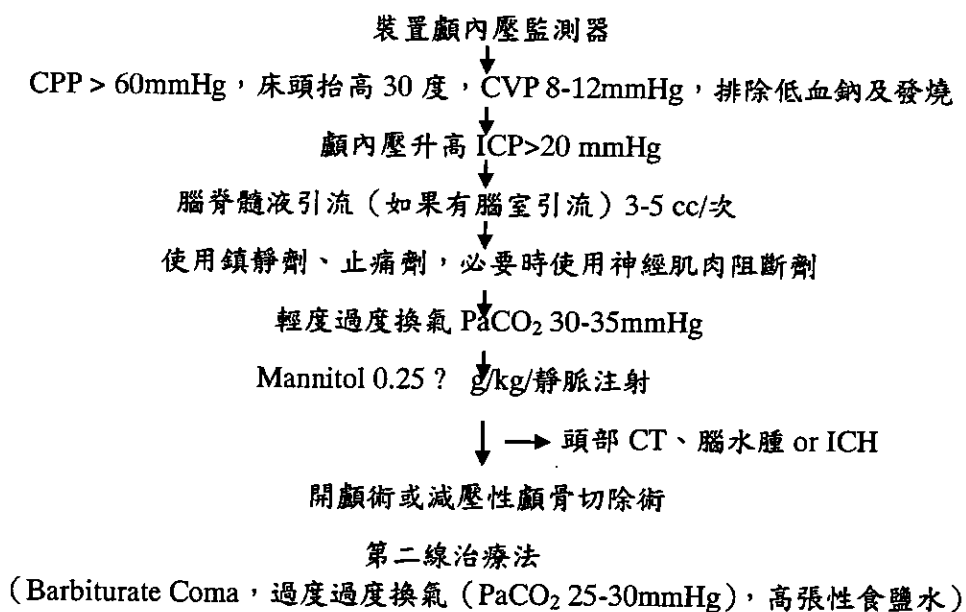 裝置顱內壓監測器
CPP > 60mmHg，床頭抬高 30 度，CVP 8-12mmHg，排除低血鈉及發燒
顱內壓升高 ICP>20 mmHg
腦脊髓液引流（如果有腦室引流）3-5 cc/次
使用鎮靜劑、止痛劑，必要時使用神經肌肉阻斷劑
輕度過度換氣 PaCO₂ 30-35mmHg
Mannitol 0.25 ? g/kg/靜脈注射
頭部 CT、腦水腫 or ICH
開顱術或減壓性顱骨切除術
第二線治療法
（Barbiturate Coma，過度過度換氣（PaCO₂ 25-30mmHg），高張性食鹽水）